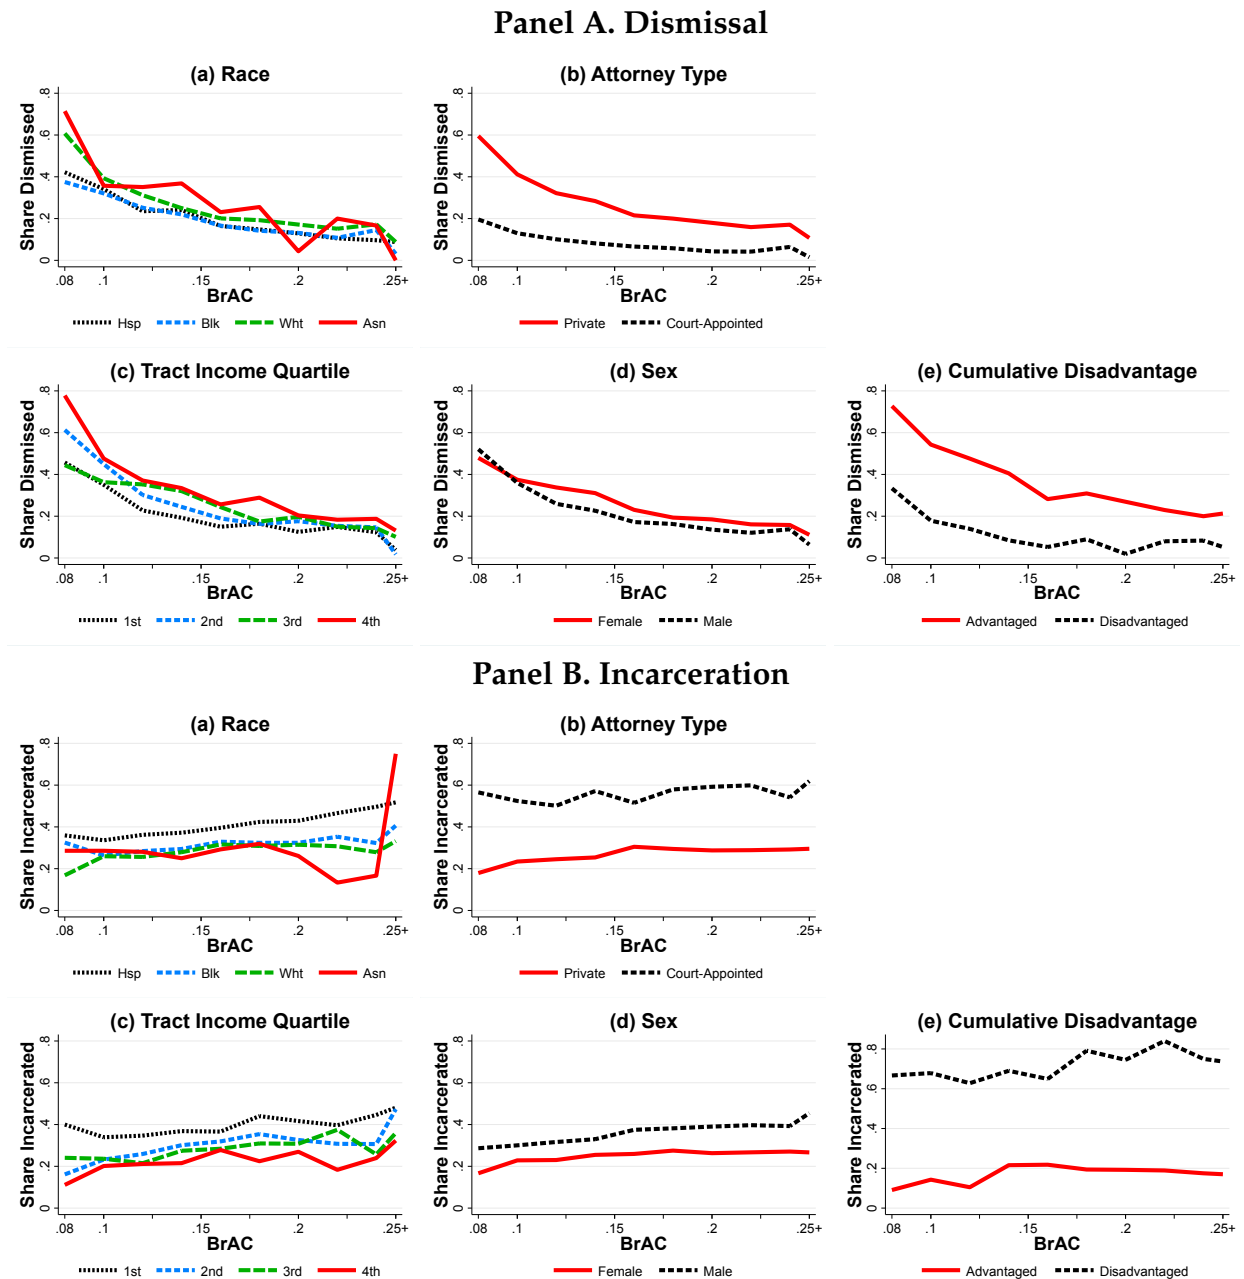 Panel A. Dismissal
(a) Race
Share Dismissed
0 .2 .4 .6 .8
.08 .1 .15 .2 .25+
BrAC
Hsp Blk Wht Asn
(b) Attorney Type
Share Dismissed
0 .2 .4 .6 .8
.08 .1 .15 .2 .25+
BrAC
Private Court-Appointed
(c) Tract Income Quartile
Share Dismissed
0 .2 .4 .6 .8
.08 .1 .15 .2 .25+
BrAC
1st 2nd 3rd 4th
(d) Sex
Share Dismissed
0 .2 .4 .6 .8
.08 .1 .15 .2 .25+
BrAC
Female Male
(e) Cumulative Disadvantage
Share Dismissed
0 .2 .4 .6 .8
.08 .1 .15 .2 .25+
BrAC
Advantaged Disadvantaged
Panel B. Incarceration
(a) Race
Share Incarcerated
0 .2 .4 .6 .8
.08 .1 .15 .2 .25+
BrAC
Hsp Blk Wht Asn
(b) Attorney Type
Share Incarcerated
0 .2 .4 .6 .8
.08 .1 .15 .2 .25+
BrAC
Private Court-Appointed
(c) Tract Income Quartile
Share Incarcerated
0 .2 .4 .6 .8
.08 .1 .15 .2 .25+
BrAC
1st 2nd 3rd 4th
(d) Sex
Share Incarcerated
0 .2 .4 .6 .8
.08 .1 .15 .2 .25+
BrAC
Female Male
(e) Cumulative Disadvantage
Share Incarcerated
0 .2 .4 .6 .8
.08 .1 .15 .2 .25+
BrAC
Advantaged Disadvantaged